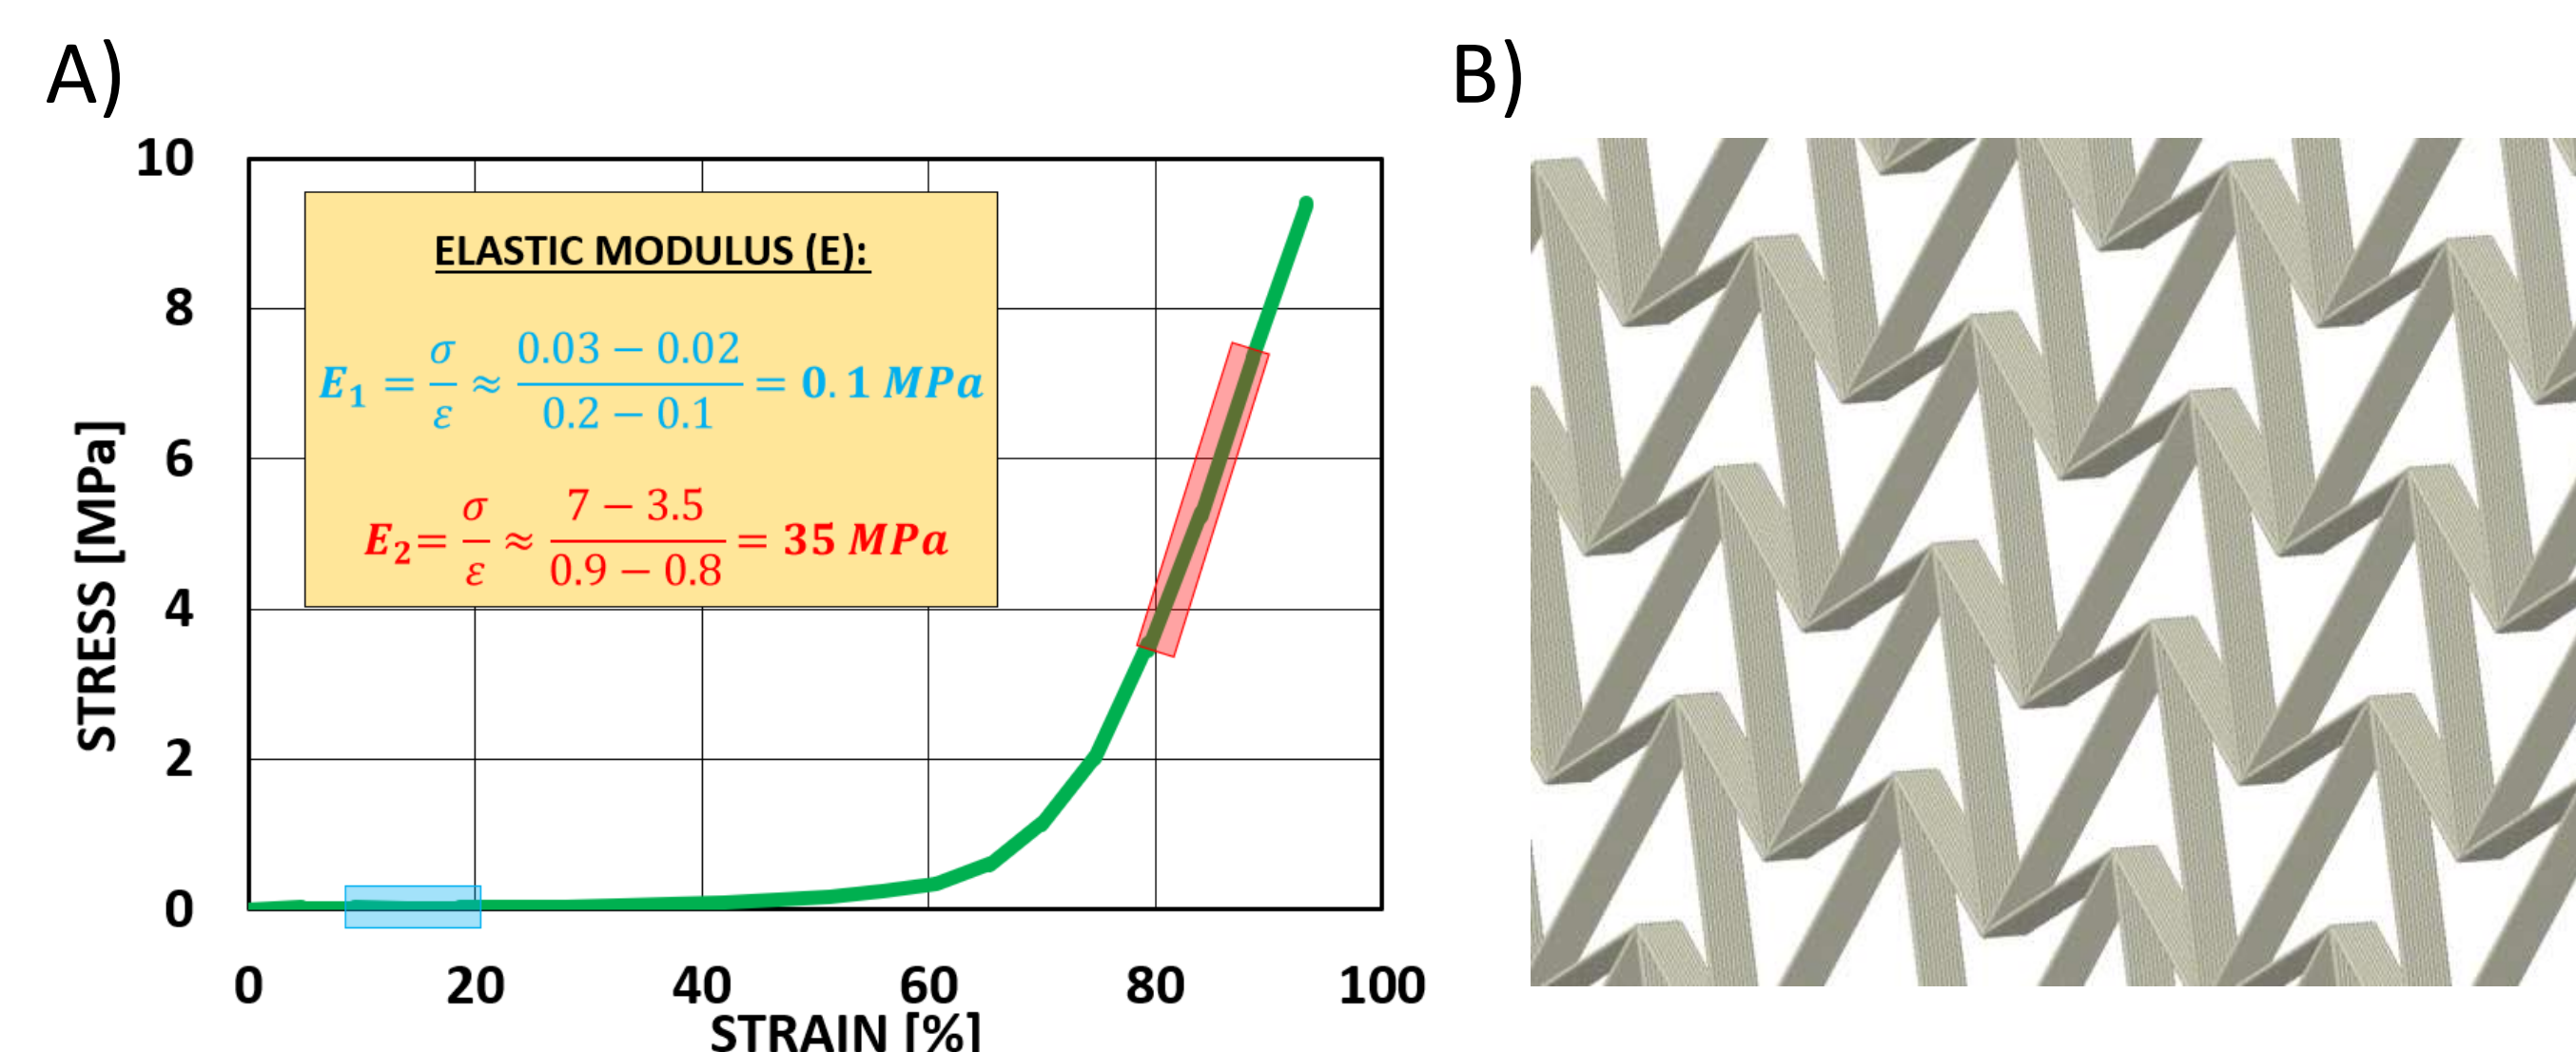 A)
B)
10
8
6
4
2
0
STRESS [MPa]
ELASTIC MODULUS (E):
E₁ = σ/ε ≈ (0.03 − 0.02)/(0.2 − 0.1) = 0.1 MPa
E₂= σ/ε ≈ (7 − 3.5)/(0.9 − 0.8) = 35 MPa
0 20 40 60 80 100
STRAIN [%]